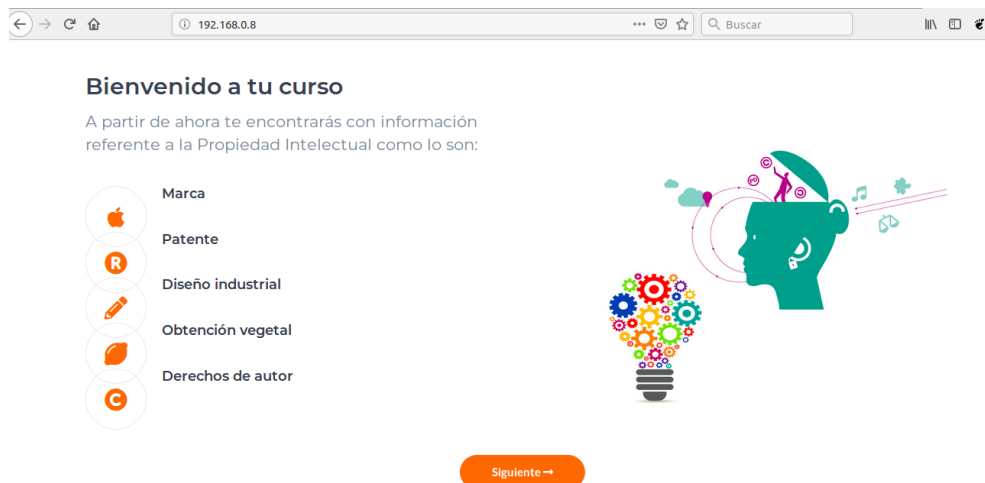 192.168.0.8
Buscar
Bienvenido a tu curso
A partir de ahora te encontrarás con información
referente a la Propiedad Intelectual como lo son:
Marca
Patente
R
Diseño industrial
Obtención vegetal
Derechos de autor
C
Siguiente→